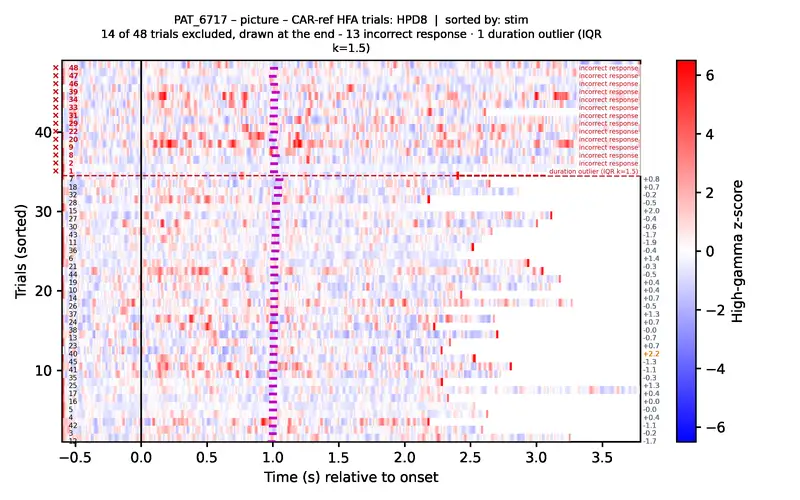 PAT_6717 – picture – CAR-ref HFA trials: HPD8 | sorted by: stim
14 of 48 trials excluded, drawn at the end - 13 incorrect response · 1 duration outlier (IQR
k=1.5)
× 48 incorrect response
× 47 incorrect response
× 46 incorrect response
× 39 incorrect response
× 34 incorrect response
× 33 incorrect response
× 31 incorrect response
× 29 incorrect response
× 22 incorrect response
× 20 incorrect response
× 9 incorrect response
× 8 incorrect response
× 2 incorrect response
× 1 duration outlier (IQR k=1.5)
7 +0.8
18 +0.7
32 -0.2
28 -0.5
15 +2.0
27 -0.4
30 -0.6
43 -1.7
11 -1.9
36 -0.4
6 +1.4
21 -0.3
44 -0.5
19 +0.4
10 +0.4
14 +0.7
26 -0.5
37 +1.3
24 +0.7
38 -0.0
13 -0.7
23 +0.7
40 +2.2
45 -1.3
41 -1.1
35 -0.3
25 +1.3
17 +0.4
16 +0.0
5 -0.0
4 +0.4
42 -1.1
3 -0.2
12 -1.7
40
30
20
10
Trials (sorted)
−0.5 0.0 0.5 1.0 1.5 2.0 2.5 3.0 3.5
Time (s) relative to onset
6
4
2
0
−2
−4
−6
High-gamma z-score